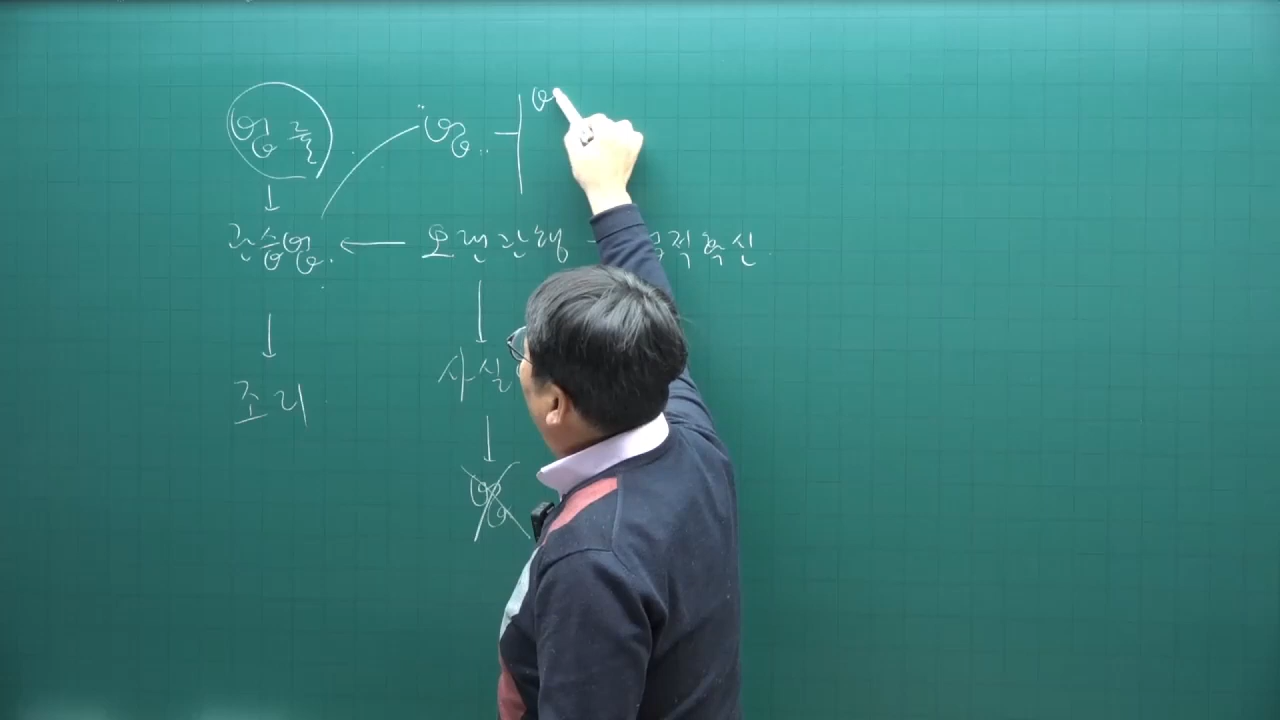 법률 법
관습법. ← 오랜관행 - 적확신
사실
조리
법